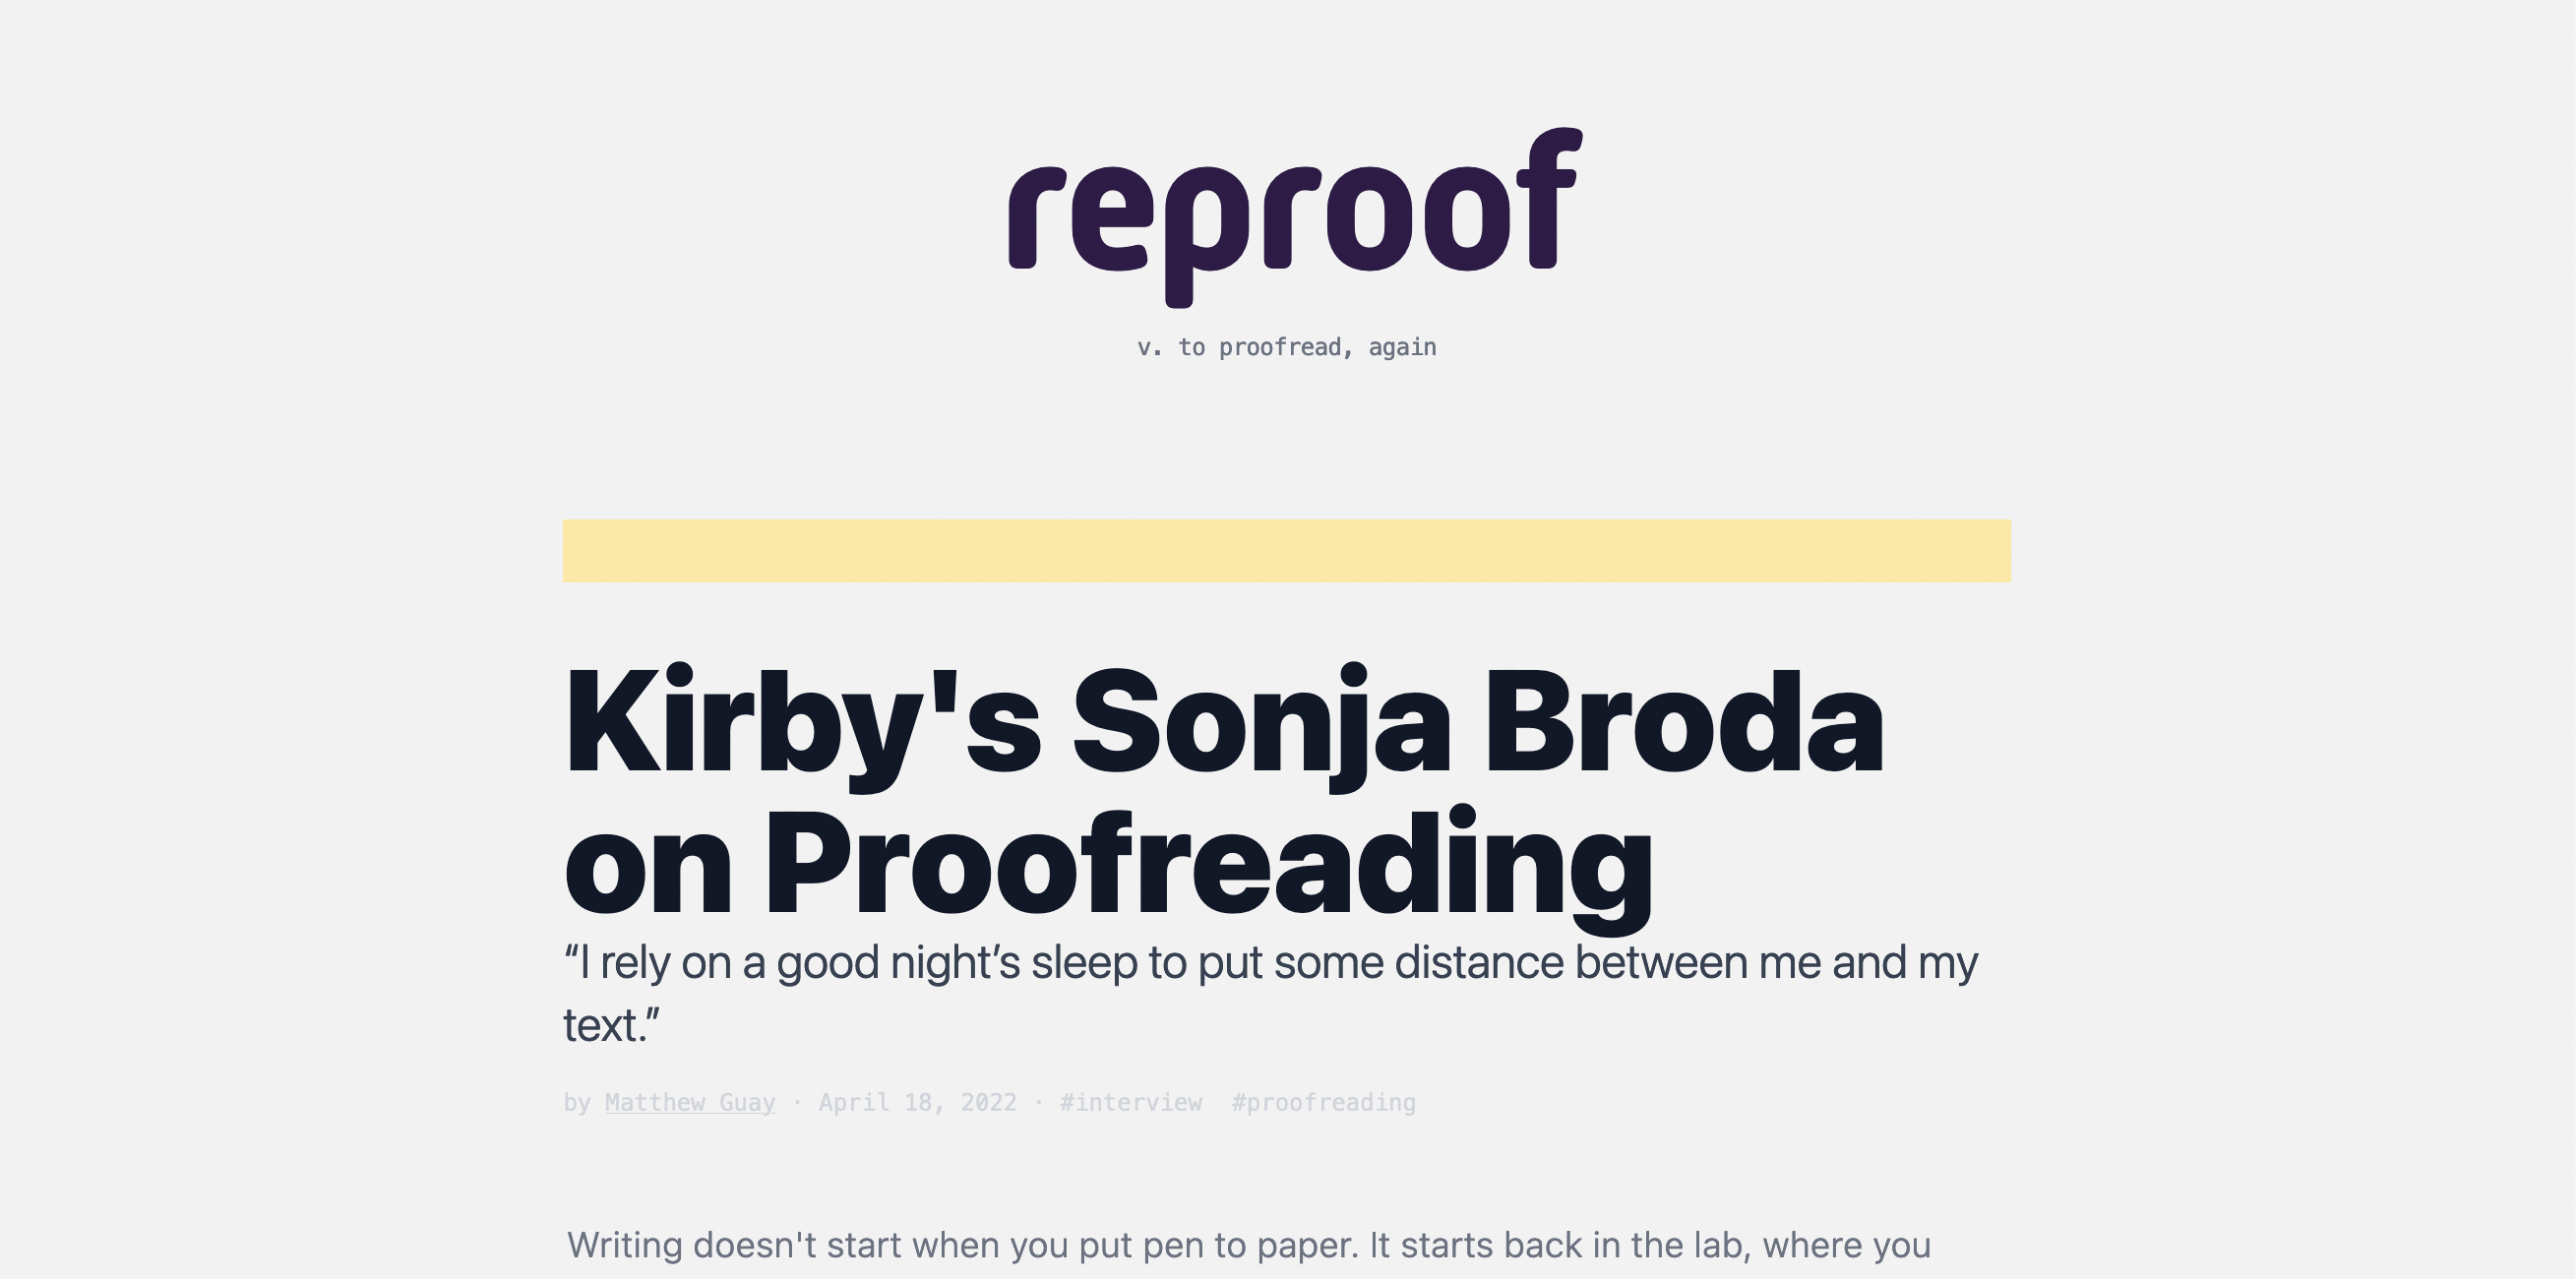 reproof
v. to proofread, again
Kirby's Sonja Broda
on Proofreading
“I rely on a good night’s sleep to put some distance between me and my
text.”
by Matthew Guay · April 18, 2022 · #interview #proofreading
Writing doesn't start when you put pen to paper. It starts back in the lab, where you